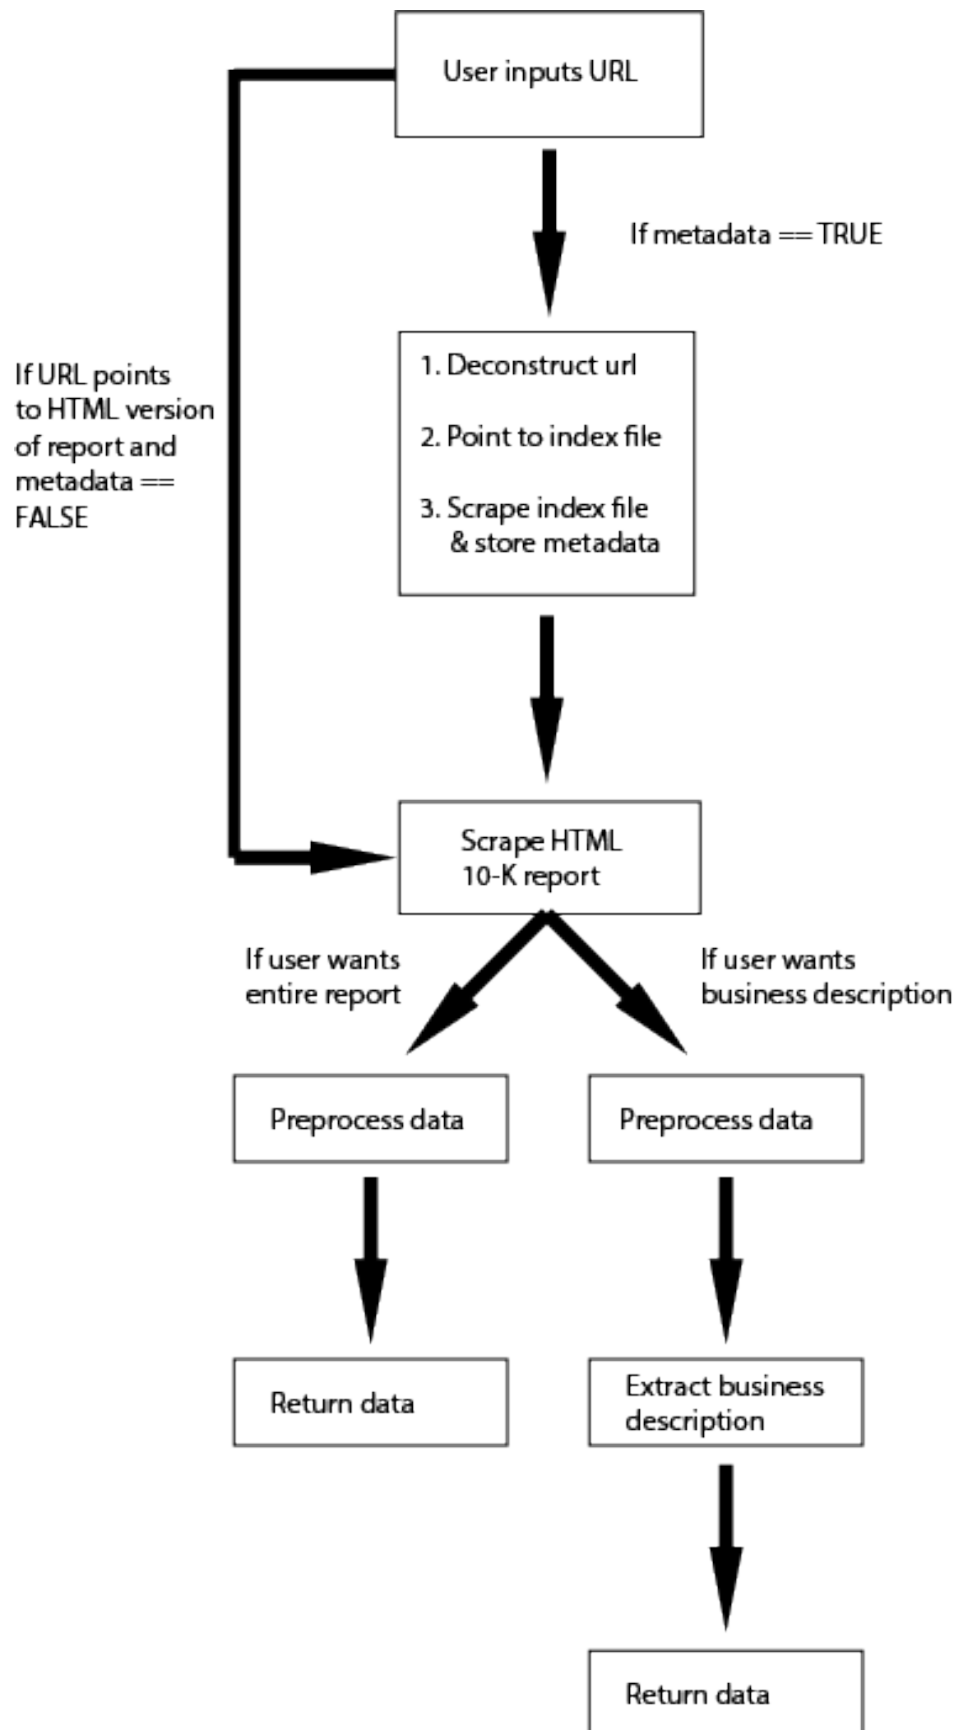 User inputs URL
If metadata == TRUE
If URL points
to HTML version
of report and
metadata ==
FALSE
1. Deconstruct url
2. Point to index file
3. Scrape index file
& store metadata
Scrape HTML
10-K report
If user wants
entire report
If user wants
business description
Preprocess data
Preprocess data
Return data
Extract business
description
Return data